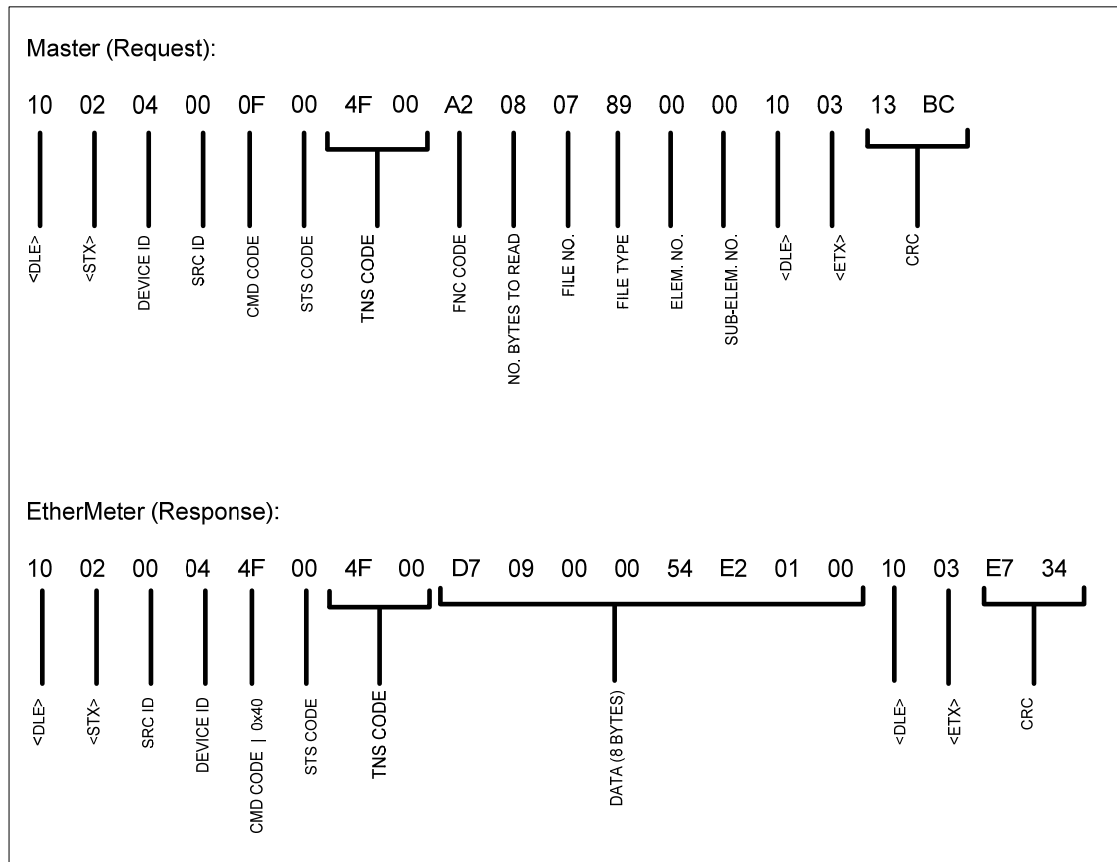 Master (Request):
10 02 04 00 0F 00 4F 00 A2 08 07 89 00 00 10 03 13 BC
<DLE>
<STX>
DEVICE ID
SRC ID
CMD CODE
STS CODE
TNS CODE
FNC CODE
NO. BYTES TO READ
FILE NO.
FILE TYPE
ELEM. NO.
SUB-ELEM. NO.
<DLE>
<ETX>
CRC
EtherMeter (Response):
10 02 00 04 4F 00 4F 00 D7 09 00 00 54 E2 01 00 10 03 E7 34
<DLE>
<STX>
SRC ID
DEVICE ID
CMD CODE | 0x40
STS CODE
TNS CODE
DATA (8 BYTES)
<DLE>
<ETX>
CRC